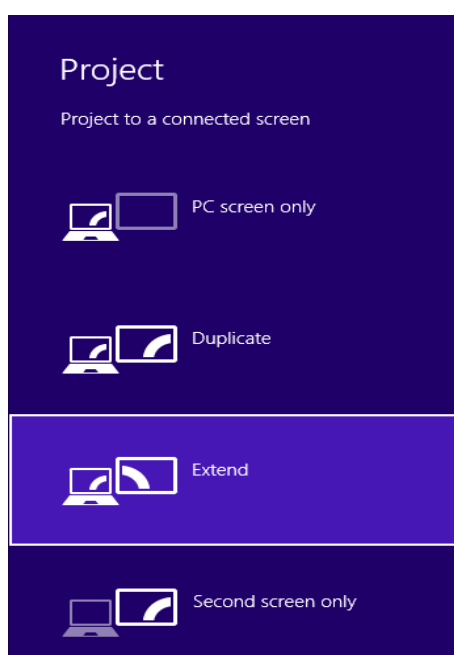 Project
Project to a connected screen
PC screen only
Duplicate
Extend
Second screen only